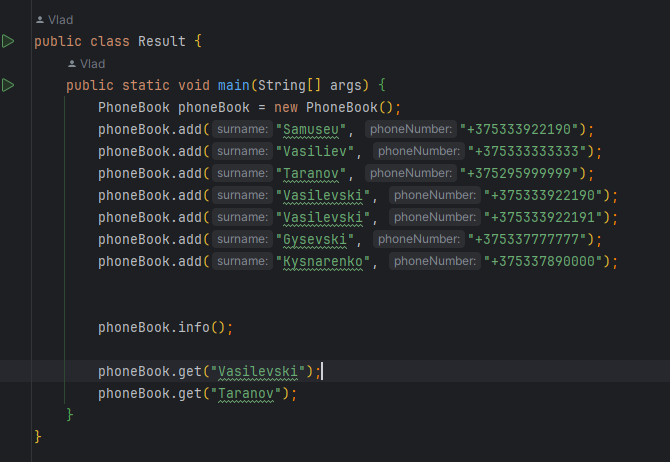 Vlad
public class Result {
Vlad
public static void main(String[] args) {
PhoneBook phoneBook = new PhoneBook();
phoneBook.add( surname: "Samuseu", phoneNumber: "+375333922190");
phoneBook.add( surname: "Vasiliev", phoneNumber: "+375333333333");
phoneBook.add( surname: "Taranov", phoneNumber: "+375295999999");
phoneBook.add( surname: "Vasilevski", phoneNumber: "+375333922190");
phoneBook.add( surname: "Vasilevski", phoneNumber: "+375333922191");
phoneBook.add( surname: "Gysevski", phoneNumber: "+375337777777");
phoneBook.add( surname: "Kysnarenko", phoneNumber: "+375337890000");
phoneBook.info();
phoneBook.get("Vasilevski");
phoneBook.get("Taranov");
}
}